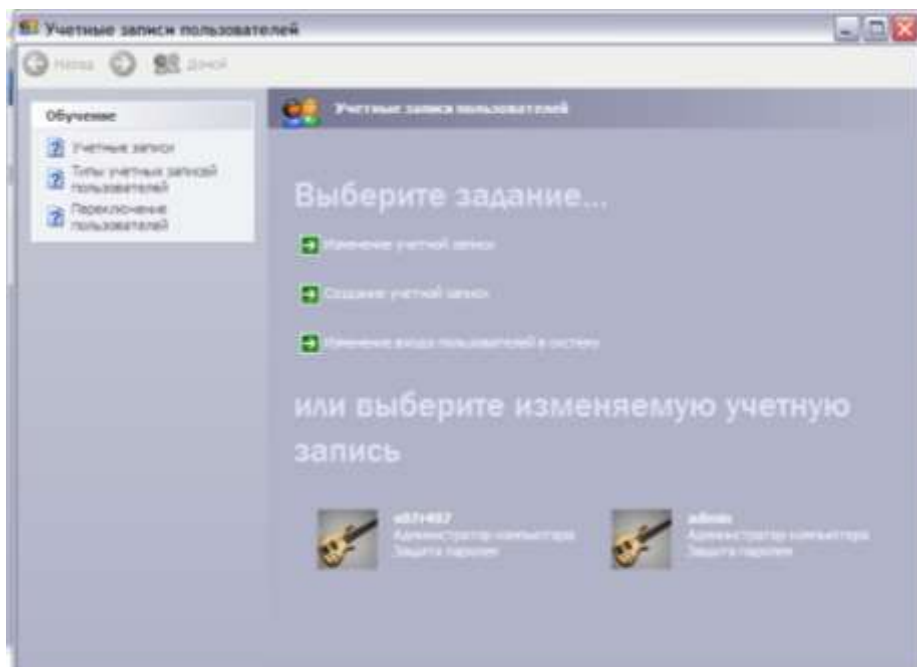 Учетные записи пользователей
Назад
Домой
Обучение
Учетные записи
Типы учетных записей
пользователей
Переключение
пользователей
Учетные записи пользователей
Выберите задание...
Изменение учетной записи
Создание учетной записи
Изменение входа пользователей в систему
или выберите изменяемую учетную
запись
Администратор компьютера
Защита паролем
admin
Администратор компьютера
Защита паролем